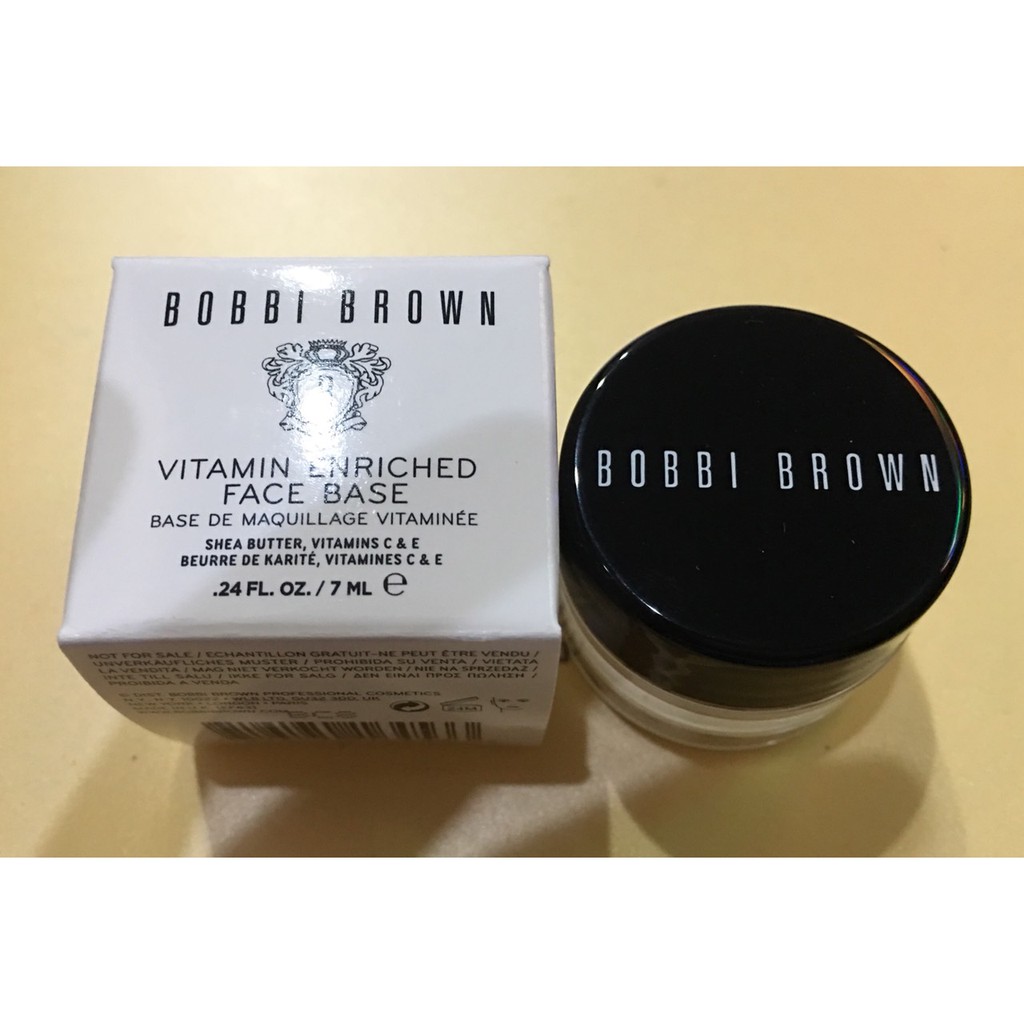 BOBBI BROWN
VITAMIN ENRICHED
FACE BASE
BASE DE MAQUILLAGE VITAMINÉE
SHEA BUTTER, VITAMINS C & E
BEURRE DE KARITÉ, VITAMINES C & E
.24 FL. OZ. / 7 ML ℮
NOT FOR SALE / ECHANTILLON GRATUIT-NE PEUT ÊTRE VENDU /
UNVERKÄUFLICHES MUSTER / PROHIBIDA SU VENTA / VIETATA
LA VENDITA / MAG NIET VERKOCHT WORDEN / NIE NA SPRZEDAŻ /
INTE TILL SALU / IKKE FOR SALG / ΔΕΝ ΕΙΝΑΙ ΠΡΟΣ ΠΩΛΗΣΗ /
PROIBIDA A VENDA
© DIST. BOBBI BROWN PROFESSIONAL COSMETICS
24M
BOBBI BROWN